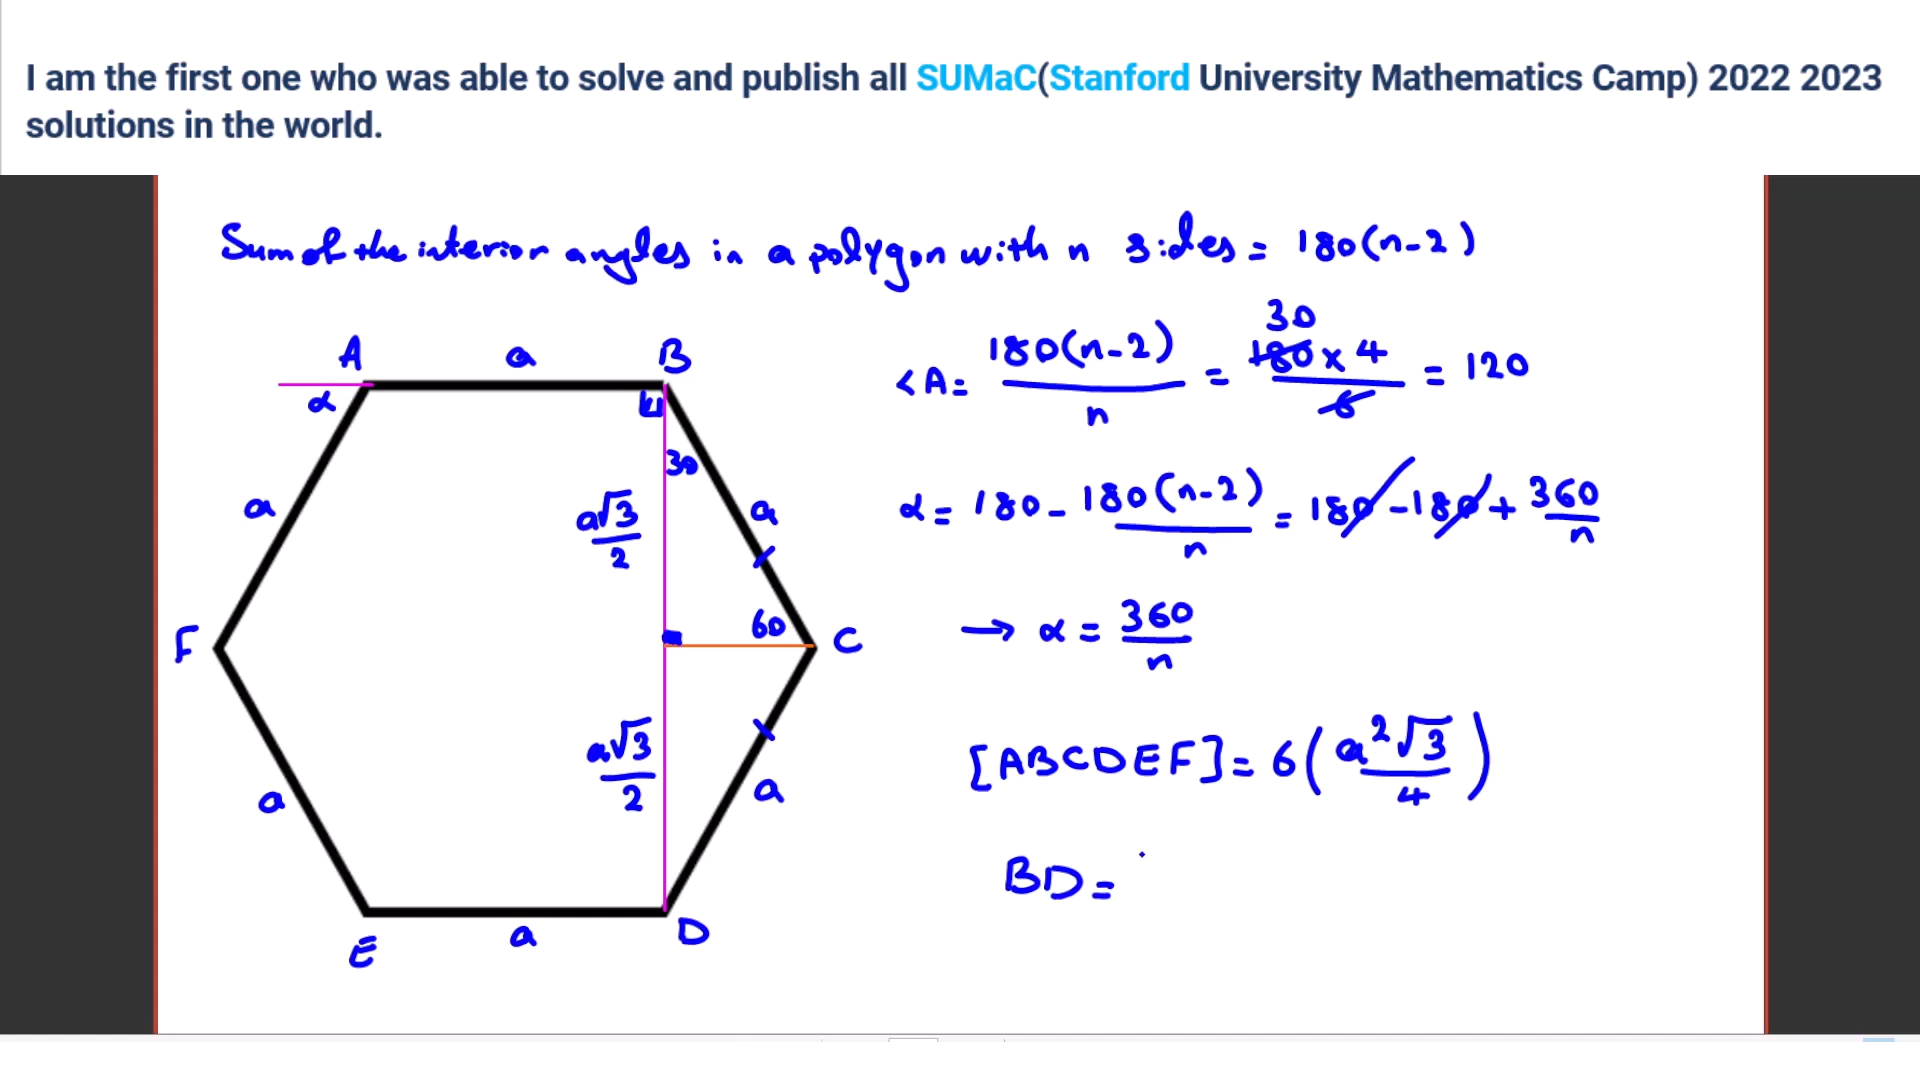 I am the first one who was able to solve and publish all SUMaC(Stanford University Mathematics Camp) 2022 2023
solutions in the world.
Sum of the interior angles in a polygon with n sides = 180(n-2)
A
a
B
α
30
a√3/2
a
a
60
F
C
a√3/2
a
a
E
a
D
<A= 180(n-2)/n = 180x4/6 = 120
30
α= 180 - 180(n-2)/n = 180-180+360/n
→ α = 360/n
[ABCDEF]= 6(a²√3/4)
BD=